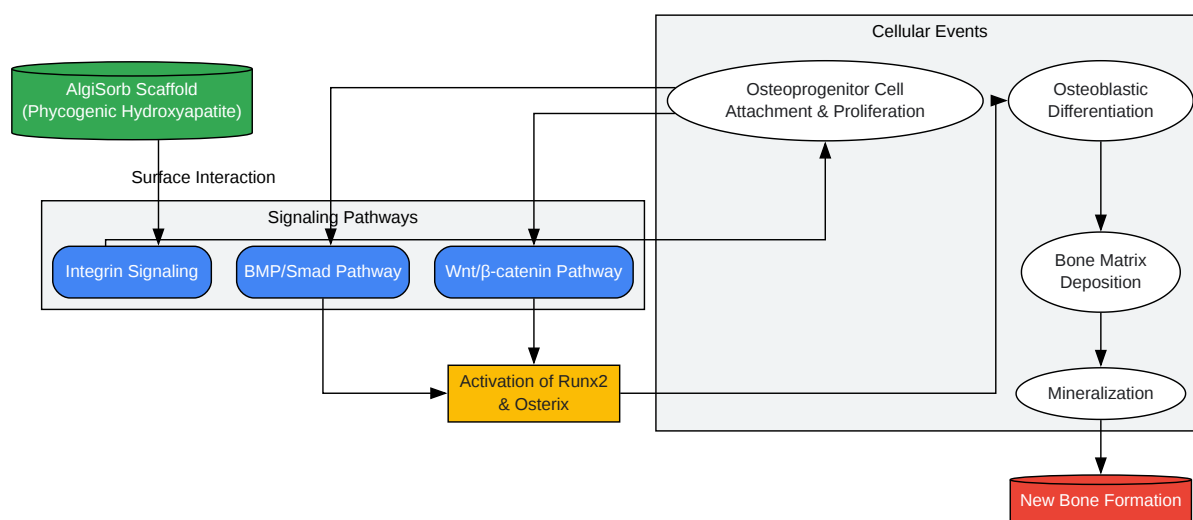 Cellular Events
AlgiSorb Scaffold
(Phycogenic Hydroxyapatite)
Osteoprogenitor Cell
Attachment & Proliferation
Osteoblastic
Differentiation
Surface Interaction
Signaling Pathways
Integrin Signaling
BMP/Smad Pathway
Wnt/β-catenin Pathway
Bone Matrix
Deposition
Activation of Runx2
& Osterix
Mineralization
New Bone Formation